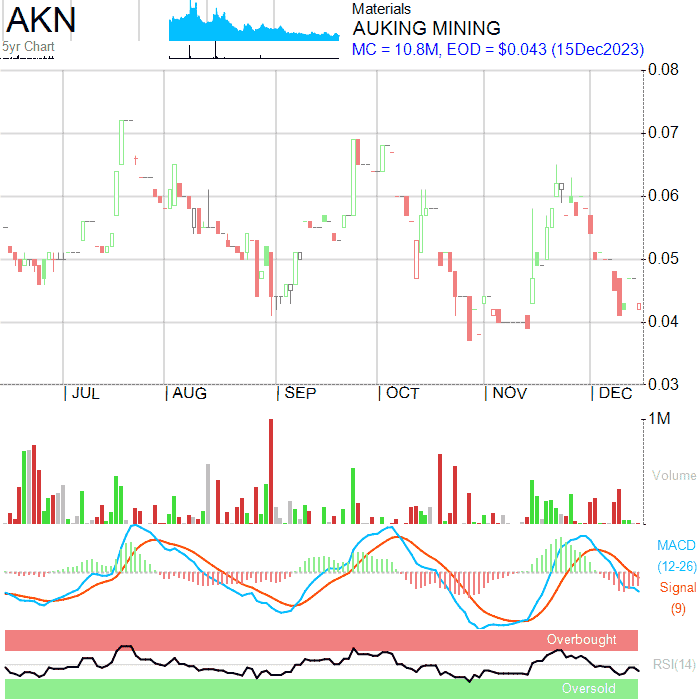 AKN
5yr Chart
Materials
AUKING MINING
MC = 10.8M, EOD = $0.043 (15Dec2023)
0.08
0.07
0.06
0.05
0.04
0.03
JUL AUG SEP OCT NOV DEC
1M
Volume
MACD
(12-26)
Signal
(9)
Overbought
RSI(14)
Oversold